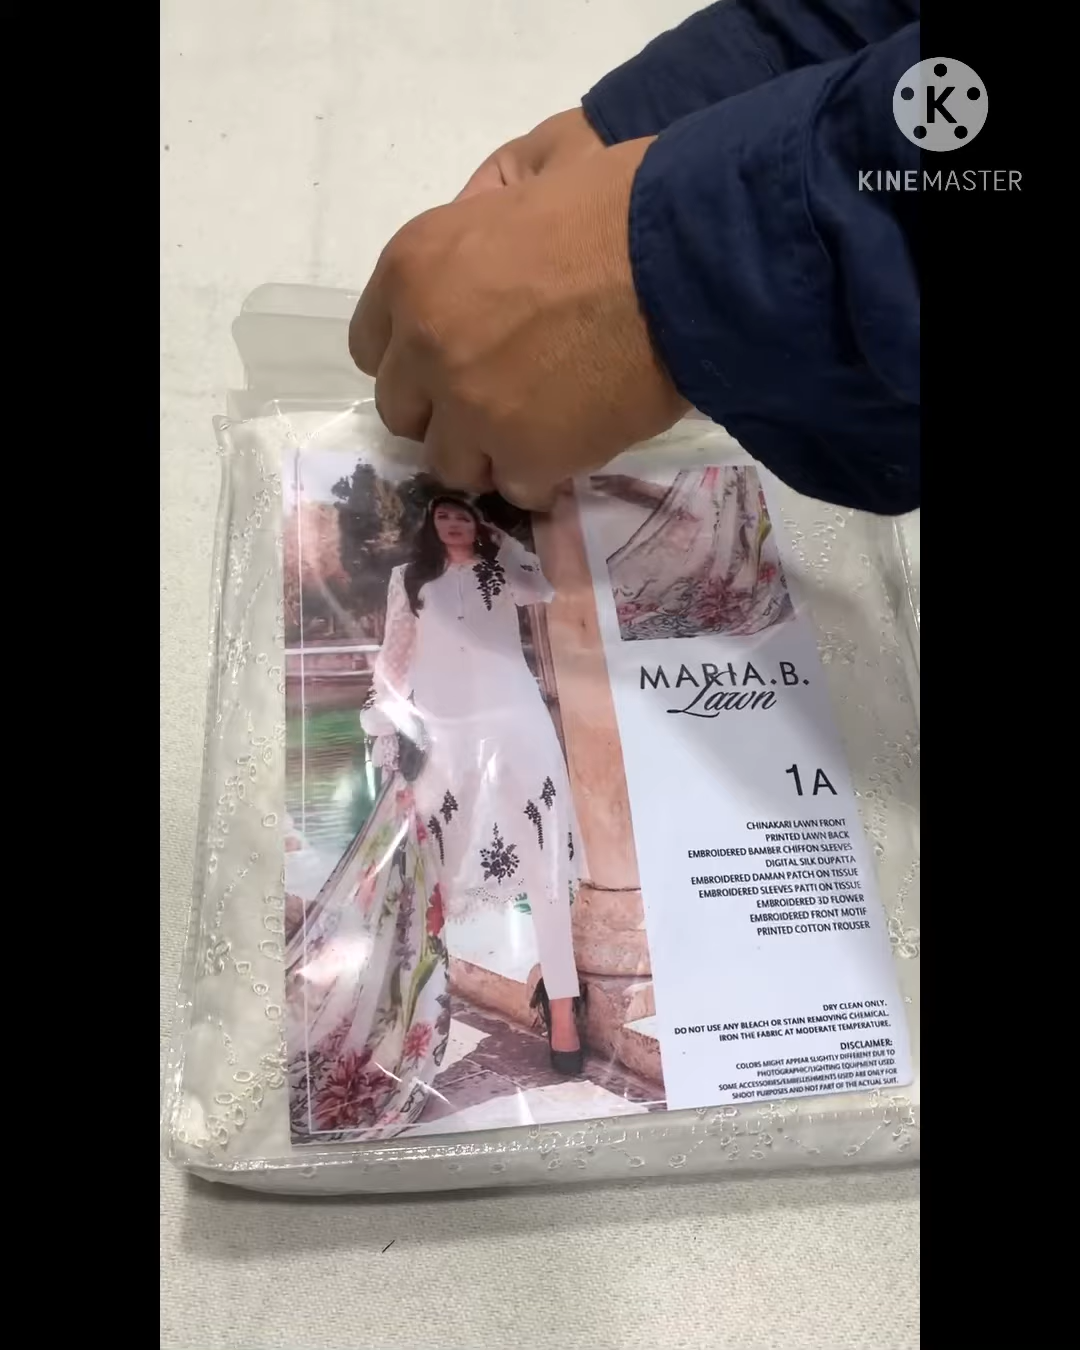 KINEMASTER
MARIA.B.
Lawn
1A
CHINAKARI LAWN FRONT
PRINTED LAWN BACK
EMBROIDERED BAMBER CHIFFON SLEEVES
DIGITAL SILK DUPATTA
EMBROIDERED DAMAN PATCH ON TISSUE
EMBROIDERED SLEEVES PATTI ON TISSUE
EMBROIDERED 3D FLOWER
EMBROIDERED FRONT MOTIF
PRINTED COTTON TROUSER
DRY CLEAN ONLY.
DO NOT USE ANY BLEACH OR STAIN REMOVING CHEMICAL.
IRON THE FABRIC AT MODERATE TEMPERATURE.
DISCLAIMER:
COLORS MIGHT APPEAR SLIGHTLY DIFFERENT DUE TO
PHOTOGRAPHIC/LIGHTING EQUIPMENT USED.
SOME ACCESSORIES/EMBELLISHMENTS USED ARE ONLY FOR
SHOOT PURPOSES AND NOT PART OF THE ACTUAL SUIT.